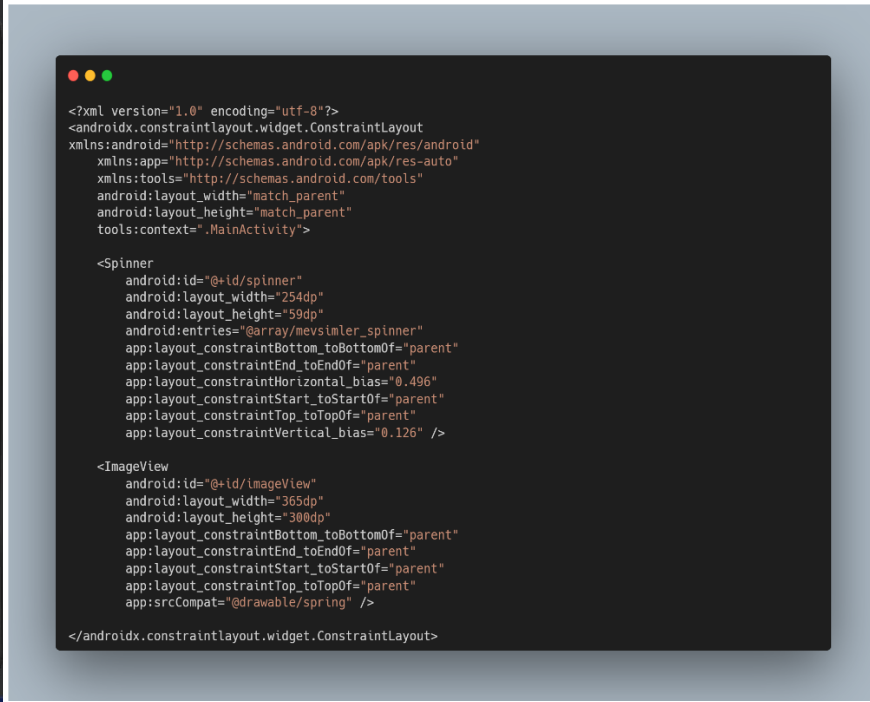 <?xml version="1.0" encoding="utf-8"?>
<androidx.constraintlayout.widget.ConstraintLayout
xmlns:android="http://schemas.android.com/apk/res/android"
    xmlns:app="http://schemas.android.com/apk/res-auto"
    xmlns:tools="http://schemas.android.com/tools"
    android:layout_width="match_parent"
    android:layout_height="match_parent"
    tools:context=".MainActivity">

    <Spinner
        android:id="@+id/spinner"
        android:layout_width="254dp"
        android:layout_height="59dp"
        android:entries="@array/mevsimler_spinner"
        app:layout_constraintBottom_toBottomOf="parent"
        app:layout_constraintEnd_toEndOf="parent"
        app:layout_constraintHorizontal_bias="0.496"
        app:layout_constraintStart_toStartOf="parent"
        app:layout_constraintTop_toTopOf="parent"
        app:layout_constraintVertical_bias="0.126" />

    <ImageView
        android:id="@+id/imageView"
        android:layout_width="365dp"
        android:layout_height="300dp"
        app:layout_constraintBottom_toBottomOf="parent"
        app:layout_constraintEnd_toEndOf="parent"
        app:layout_constraintStart_toStartOf="parent"
        app:layout_constraintTop_toTopOf="parent"
        app:srcCompat="@drawable/spring" />

</androidx.constraintlayout.widget.ConstraintLayout>